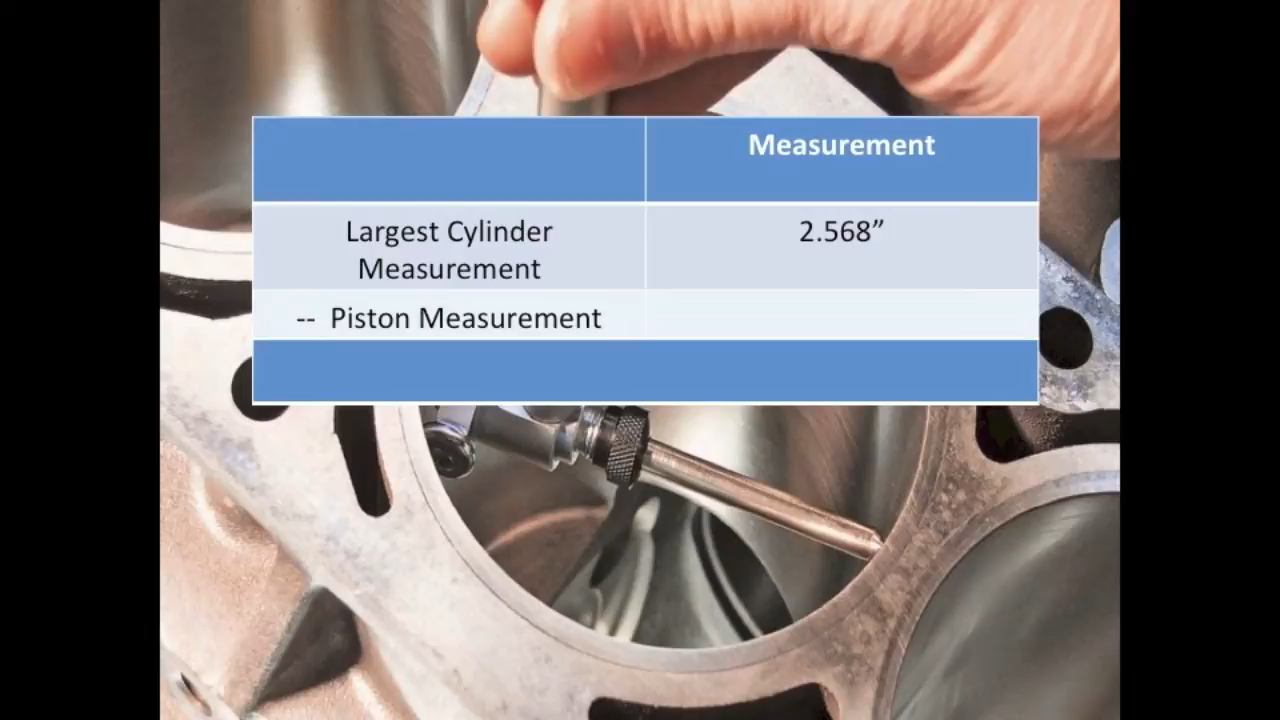 Measurement
Largest Cylinder
Measurement
2.568”
-- Piston Measurement